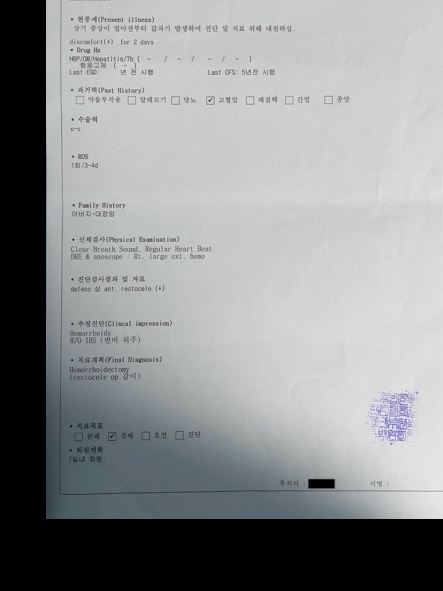 • 현증세(Present illness)
상기 증상이 얼마전부터 갑자기 발생하여 진단 및 치료 위해 내원하심.
discomfort(+) for 2 days
• Drug Hx
HBP/DM/Hepatitis/Tb ( - / - / - / - )
항응고제 ( - )
Last EGD: 년 전 시행 Last CFS: 5년전 시행
• 과거력(Past History)
약물부작용 알레르기 당뇨 고혈압 폐결핵 간염 종양
• 수술력
e-s
• ROS
1회/3-4d
• Family History
아버지-대장암
• 신체검사(Physical Examination)
Clear Breath Sound, Regular Heart Beat
DRE & anoscope : Rt. large ext. hemo
• 진단검사결과 및 자료
defeco 상 ant. rectocele (+)
• 추정진단(Clincal impression)
Hemorrhoids
R/O IBS (변비 위주)
• 치료계획(Final Diagnosis)
Hemorrhoidectomy
(rectocele op 같이)
• 치료목표
완쾌 경쾌 호전 진단
• 퇴원계획
7일내 퇴원.
주치의 : 서명 :